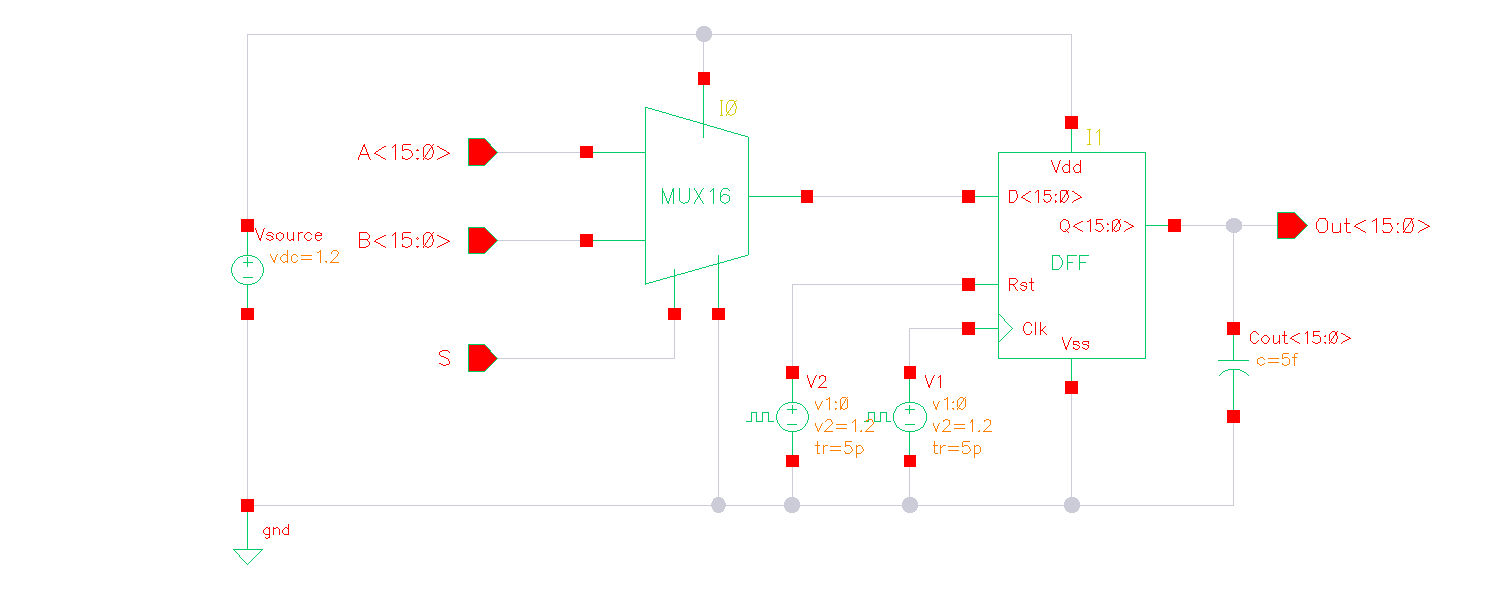 I0
A<15:0>
MUX16
B<15:0>
S
Vsource
vdc=1.2
gnd
I1
Vdd
D<15:0>
Q<15:0>
DFF
Rst
Clk
Vss
V2
v1:0
v2=1.2
tr=5p
V1
v1:0
v2=1.2
tr=5p
Out<15:0>
Cout<15:0>
c=5f